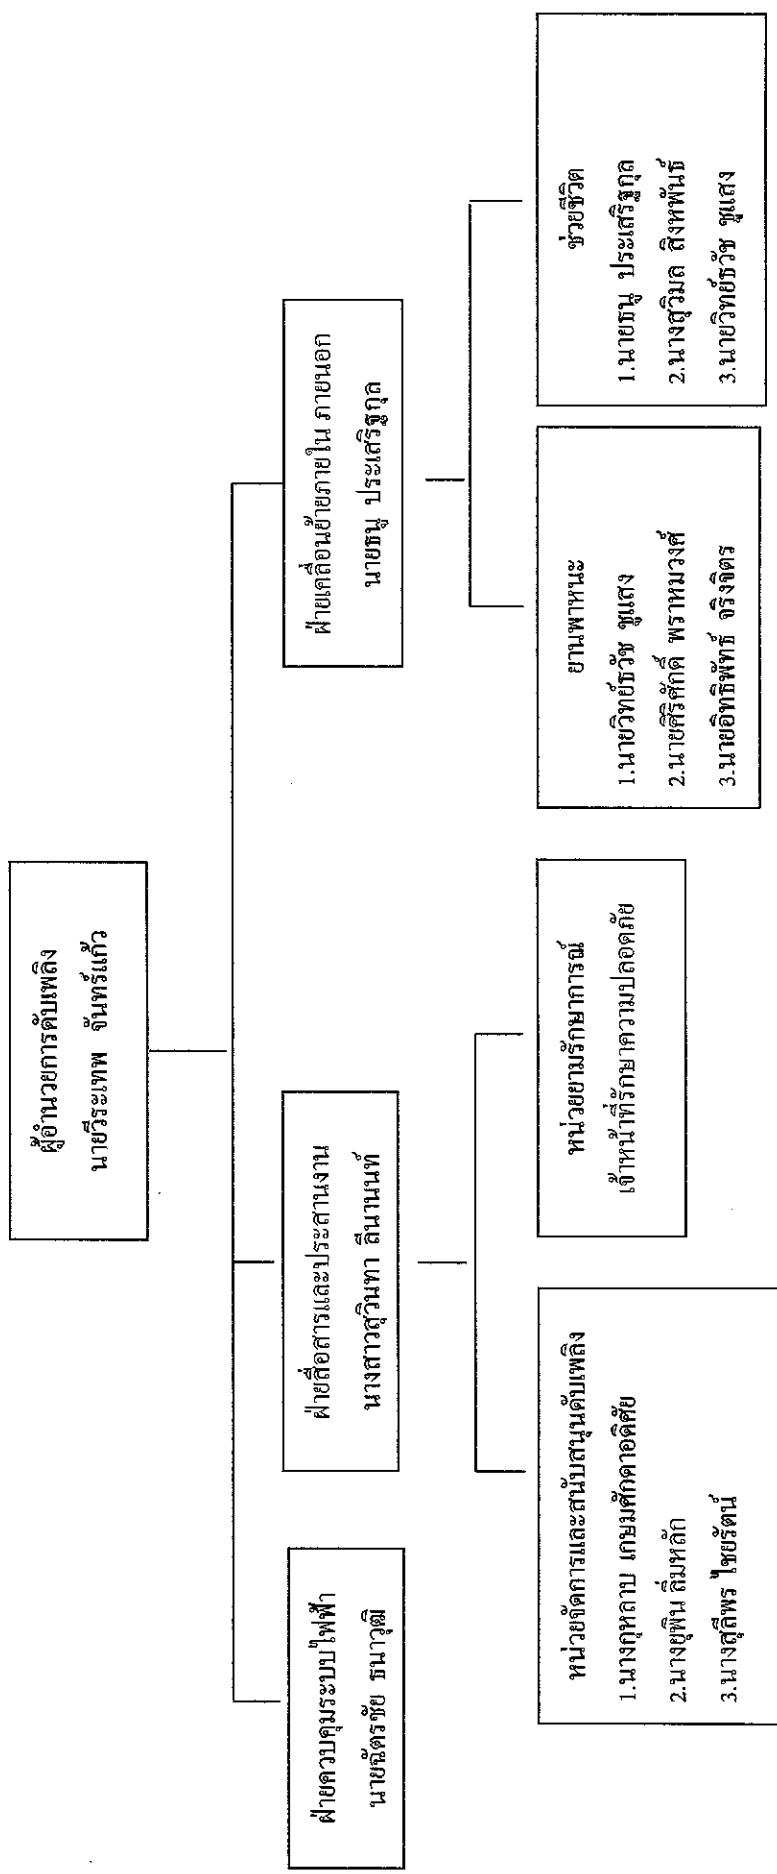 ผู้อำนวยการดับเพลิง
นายวีระเทพ จันทร์แก้ว
ฝ่ายควบคุมระบบไฟฟ้า
นายฉัตรชัย ธนาวุฒิ
ฝ่ายสื่อสารและประสานงาน
นางสาวสุวินทา ลีนานนท์
ฝ่ายเคลื่อนย้ายภายใน ภายนอก
นายธนู ประเสริฐกุล
หน่วยจัดการและสนับสนุนดับเพลิง
1.นางกุหลาบ เกษมศักดาอดิศัย
2.นางยุพิน ลิ่มหลัก
3.นางสุลีพร ไชยรัตน์
หน่วยยามรักษาการณ์
เจ้าหน้าที่รักษาความปลอดภัย
ยานพาหนะ
1.นายวิทย์ธวัช ชูแสง
2.นายศิริศักดิ์ พราหมวงศ์
3.นายอิทธิพัทธ์ จริงจิตร
ช่วยชีวิต
1.นายธนู ประเสริฐกุล
2.นางสุวิมล สิงหพันธ์
3.นายวิทย์ธวัช ชูแสง